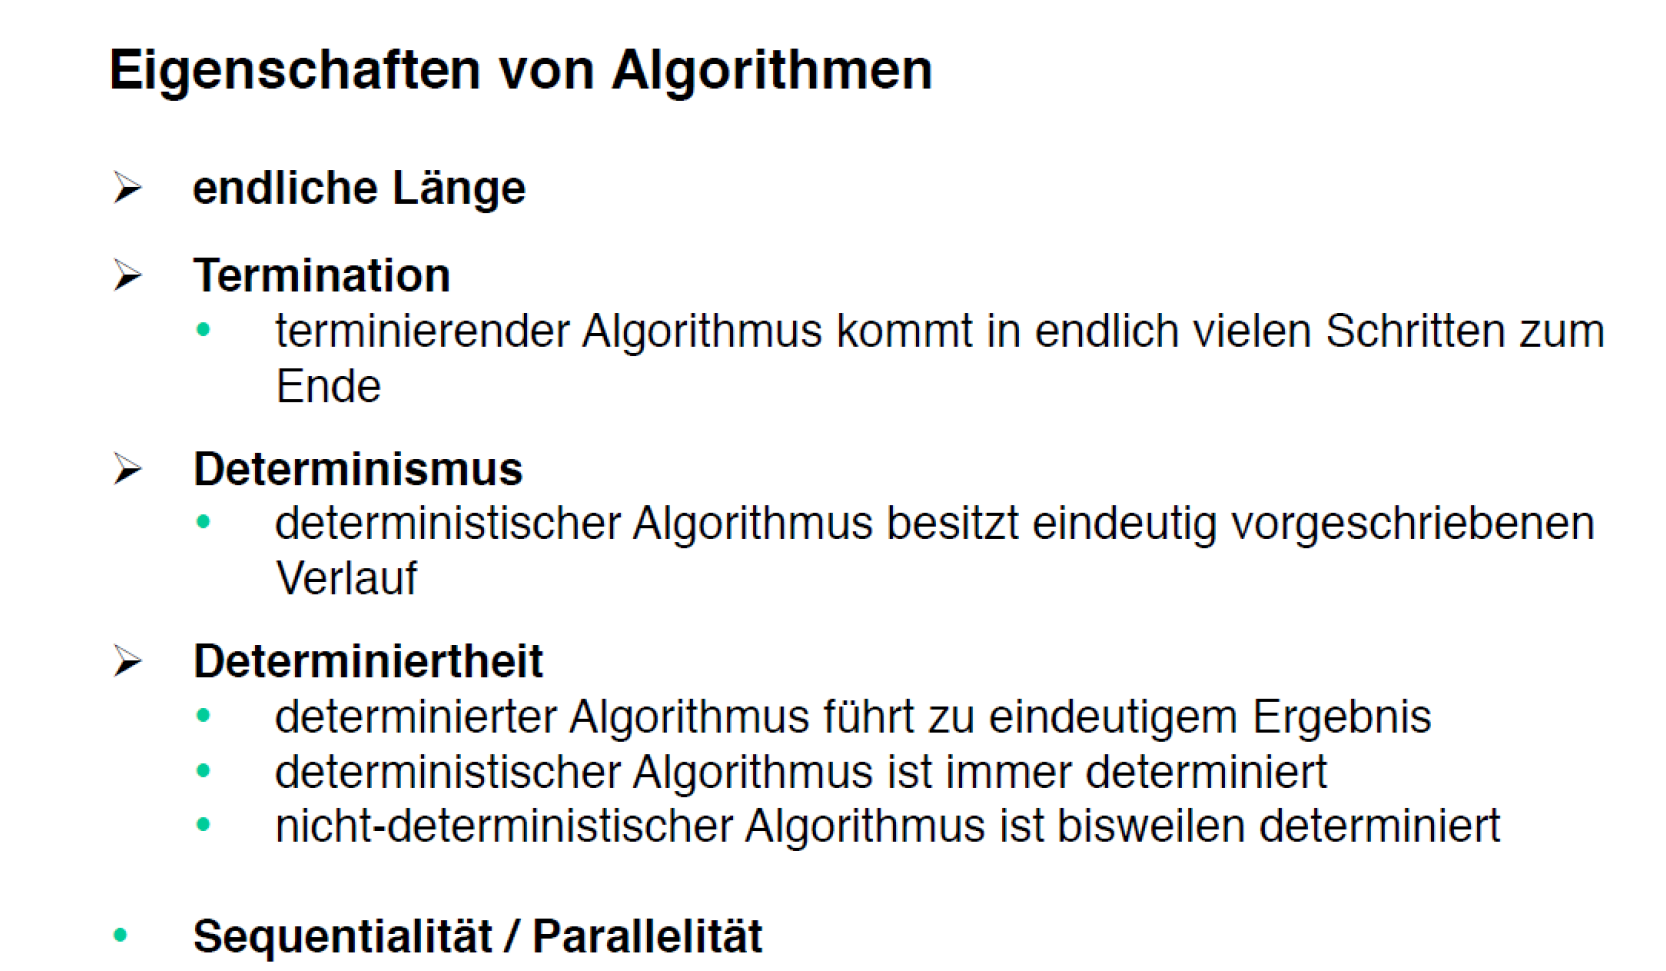 Eigenschaften von Algorithmen
➢ endliche Länge
➢ Termination
• terminierender Algorithmus kommt in endlich vielen Schritten zum
Ende
➢ Determinismus
• deterministischer Algorithmus besitzt eindeutig vorgeschriebenen
Verlauf
➢ Determiniertheit
• determinierter Algorithmus führt zu eindeutigem Ergebnis
• deterministischer Algorithmus ist immer determiniert
• nicht-deterministischer Algorithmus ist bisweilen determiniert
• Sequentialität / Parallelität